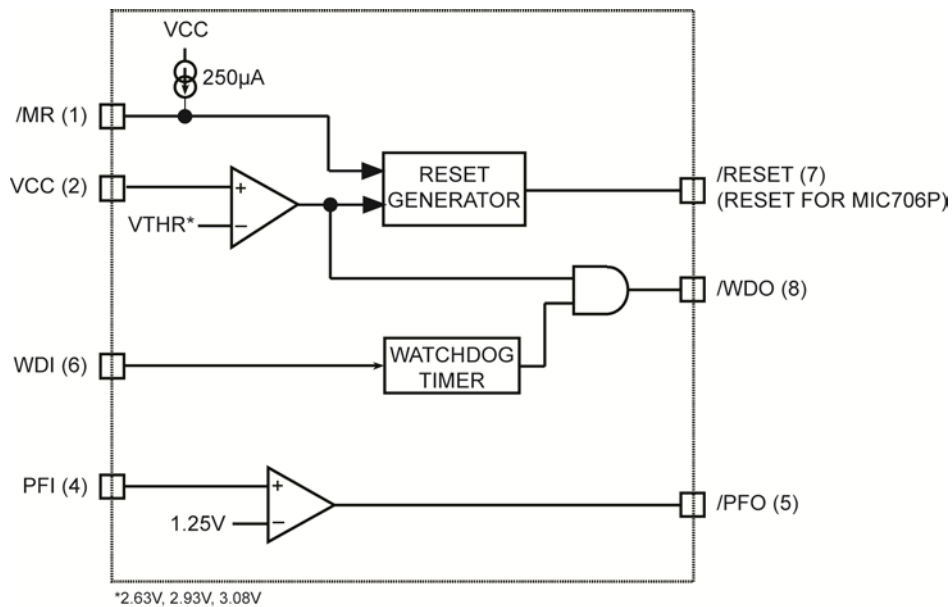 VCC
250µA
/MR (1)
VCC (2)
+
VTHR*
−
RESET
GENERATOR
/RESET (7)
(RESET FOR MIC706P)
/WDO (8)
WDI (6)
WATCHDOG
TIMER
PFI (4)
+
1.25V
−
/PFO (5)
*2.63V, 2.93V, 3.08V